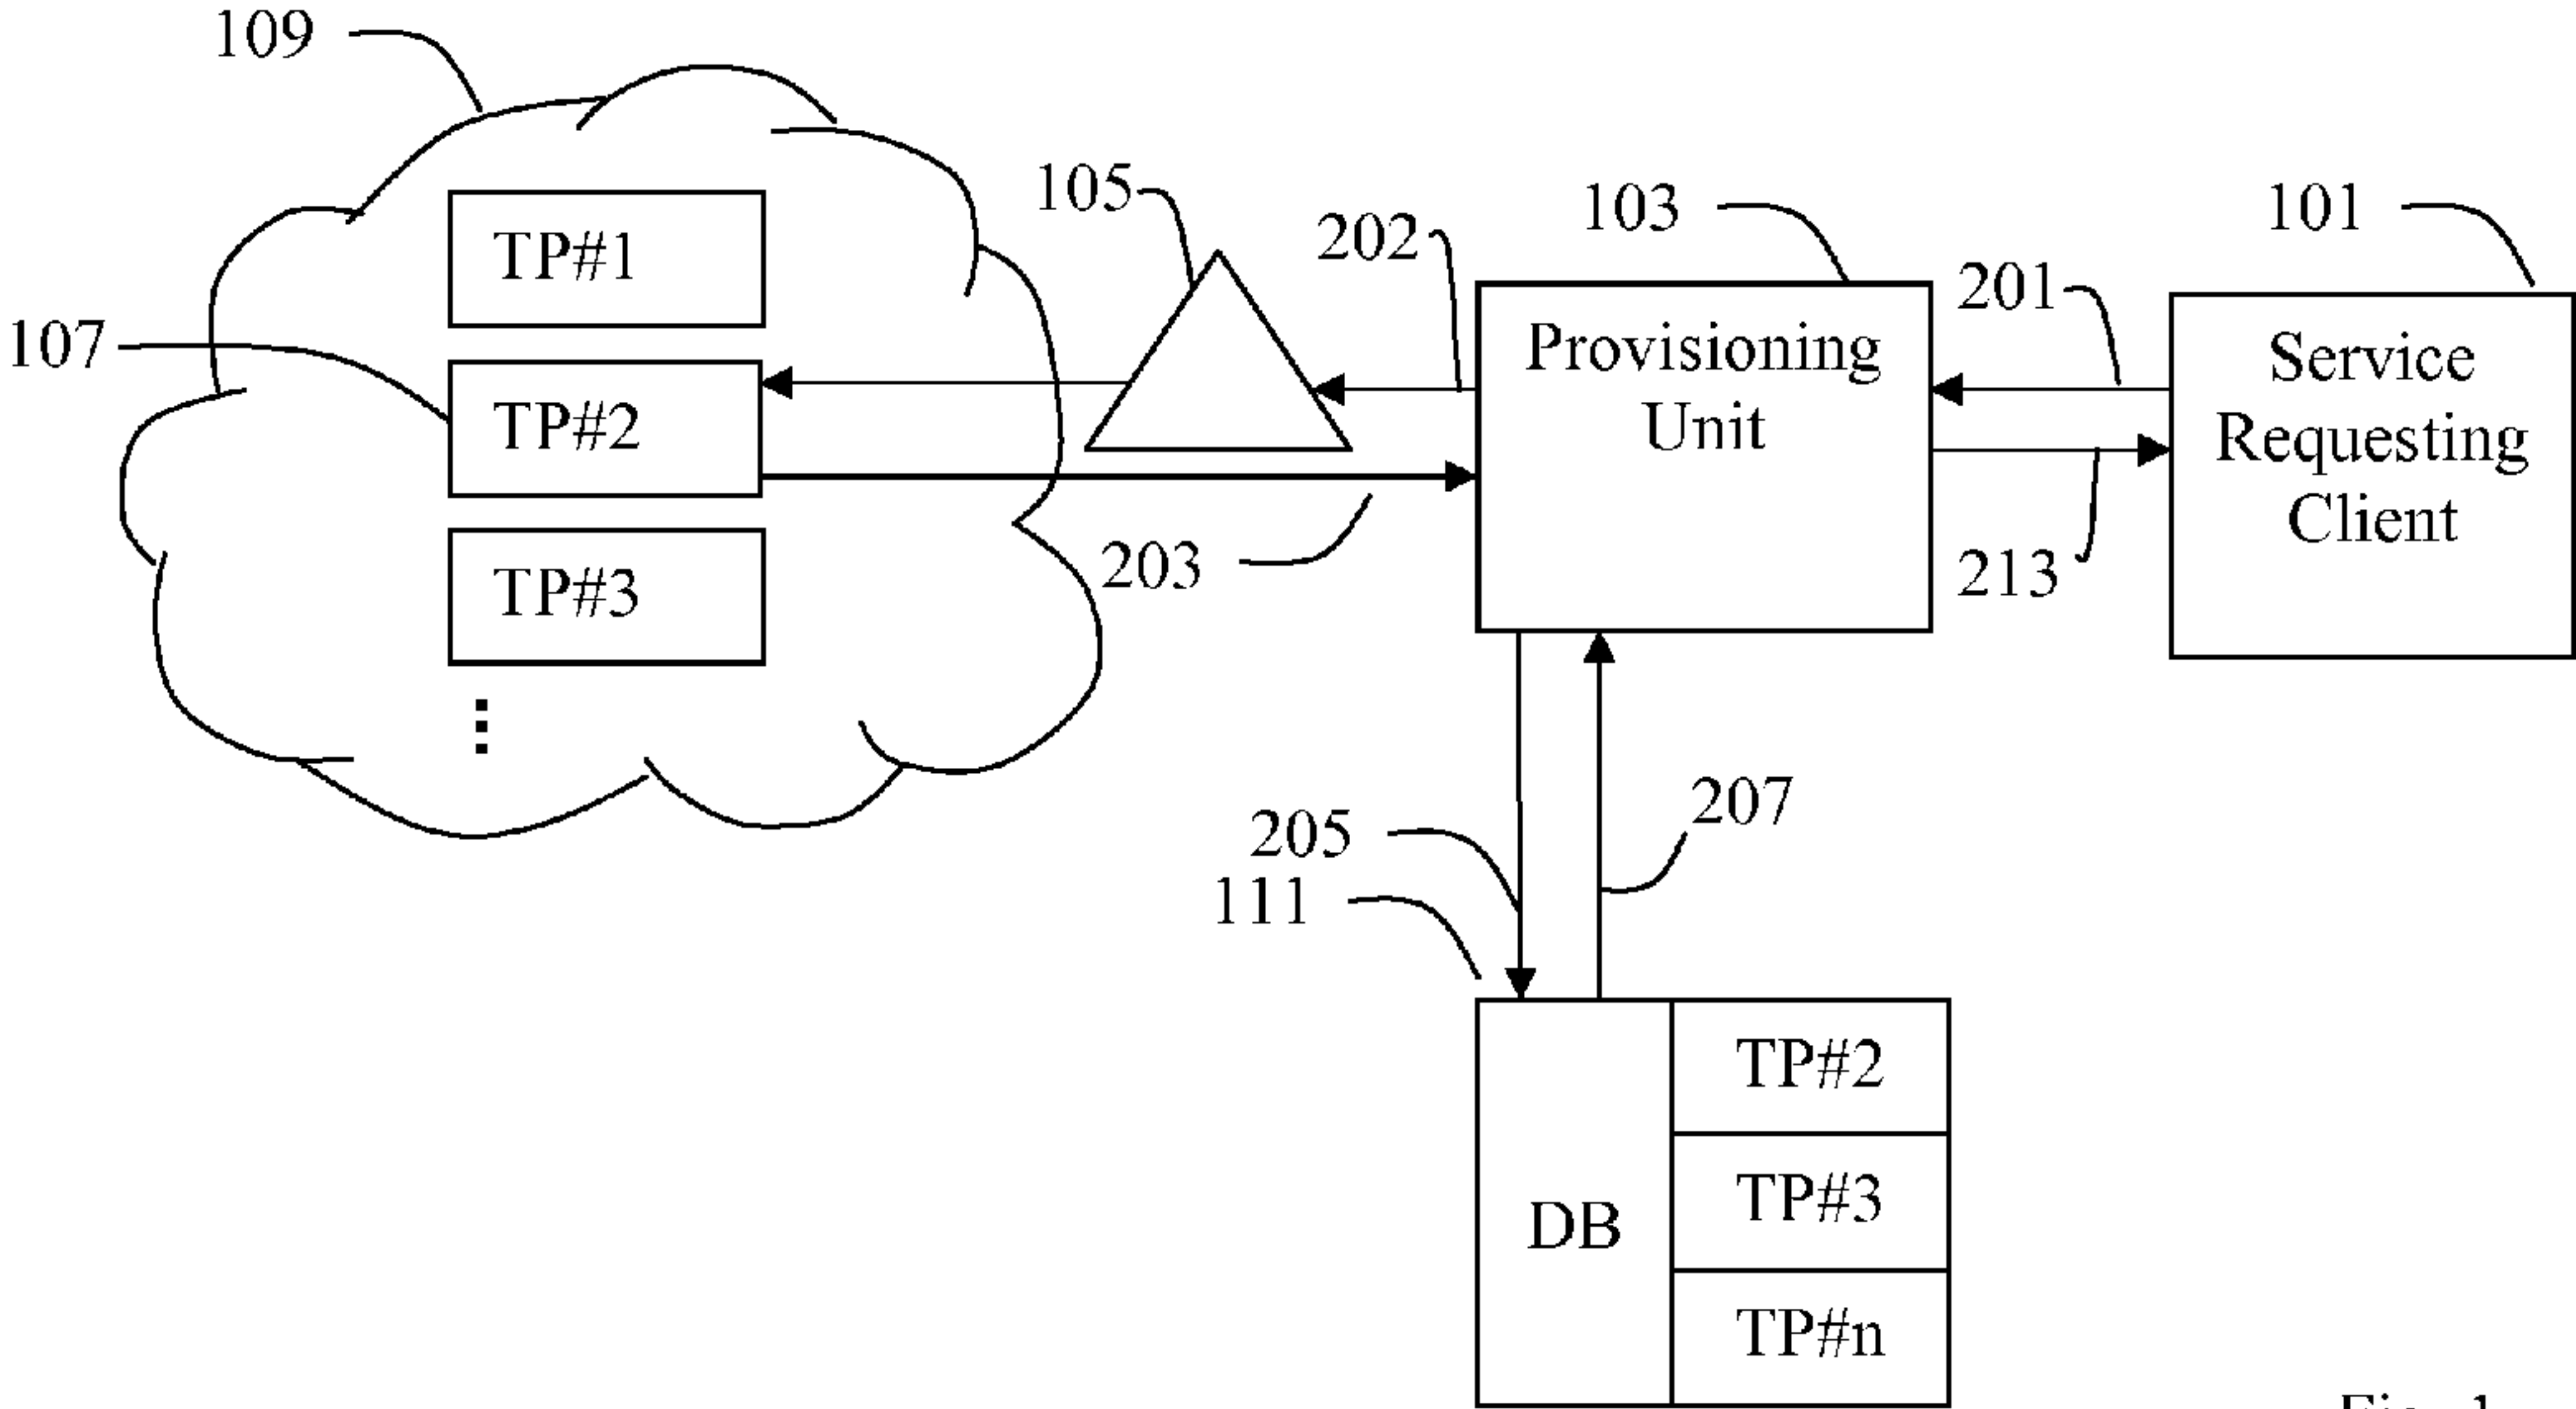 109
TP#1
107
TP#2
TP#3
105
202
103
Provisioning
Unit
203
201
213
101
Service
Requesting
Client
205
207
111
DB
TP#2
TP#3
TP#n